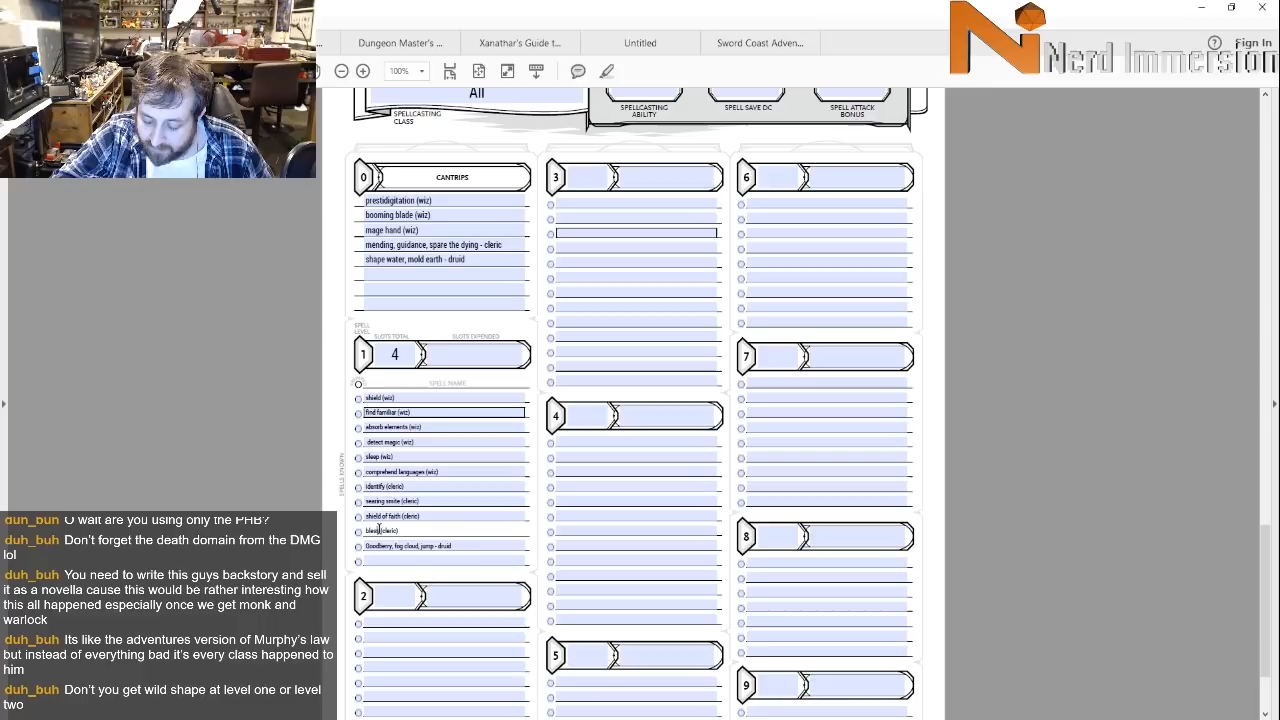 Dungeon Master's ...
Xanathar's Guide t...
Untitled
Sword Coast Adven...
Sign In
Nerd Immersion
100%
All
SPELLCASTING
CLASS
SPELLCASTING
ABILITY
SPELL SAVE DC
SPELL ATTACK
BONUS
0
CANTRIPS
prestidigitation (wiz)
booming blade (wiz)
mage hand (wiz)
mending, guidance, spare the dying - cleric
shape water, mold earth - druid
SPELL
LEVEL
SLOTS TOTAL
SLOTS EXPENDED
1
4
SPELL NAME
shield (wiz)
find familiar (wiz)
absorb elements (wiz)
detect magic (wiz)
sleep (wiz)
comprehend languages (wiz)
identify (cleric)
searing smite (cleric)
shield of faith (cleric)
bless (cleric)
Goodberry, fog cloud, jump - druid
SPELLS KNOWN
2
3
4
5
6
7
8
9
duh_buh O wait are you using only the PHB?
duh_buh Don't forget the death domain from the DMG
lol
duh_buh You need to write this guys backstory and sell
it as a novella cause this would be rather interesting how
this all happened especially once we get monk and
warlock
duh_buh Its like the adventures version of Murphy's law
but instead of everything bad it's every class happened to
him
duh_buh Don't you get wild shape at level one or level
two